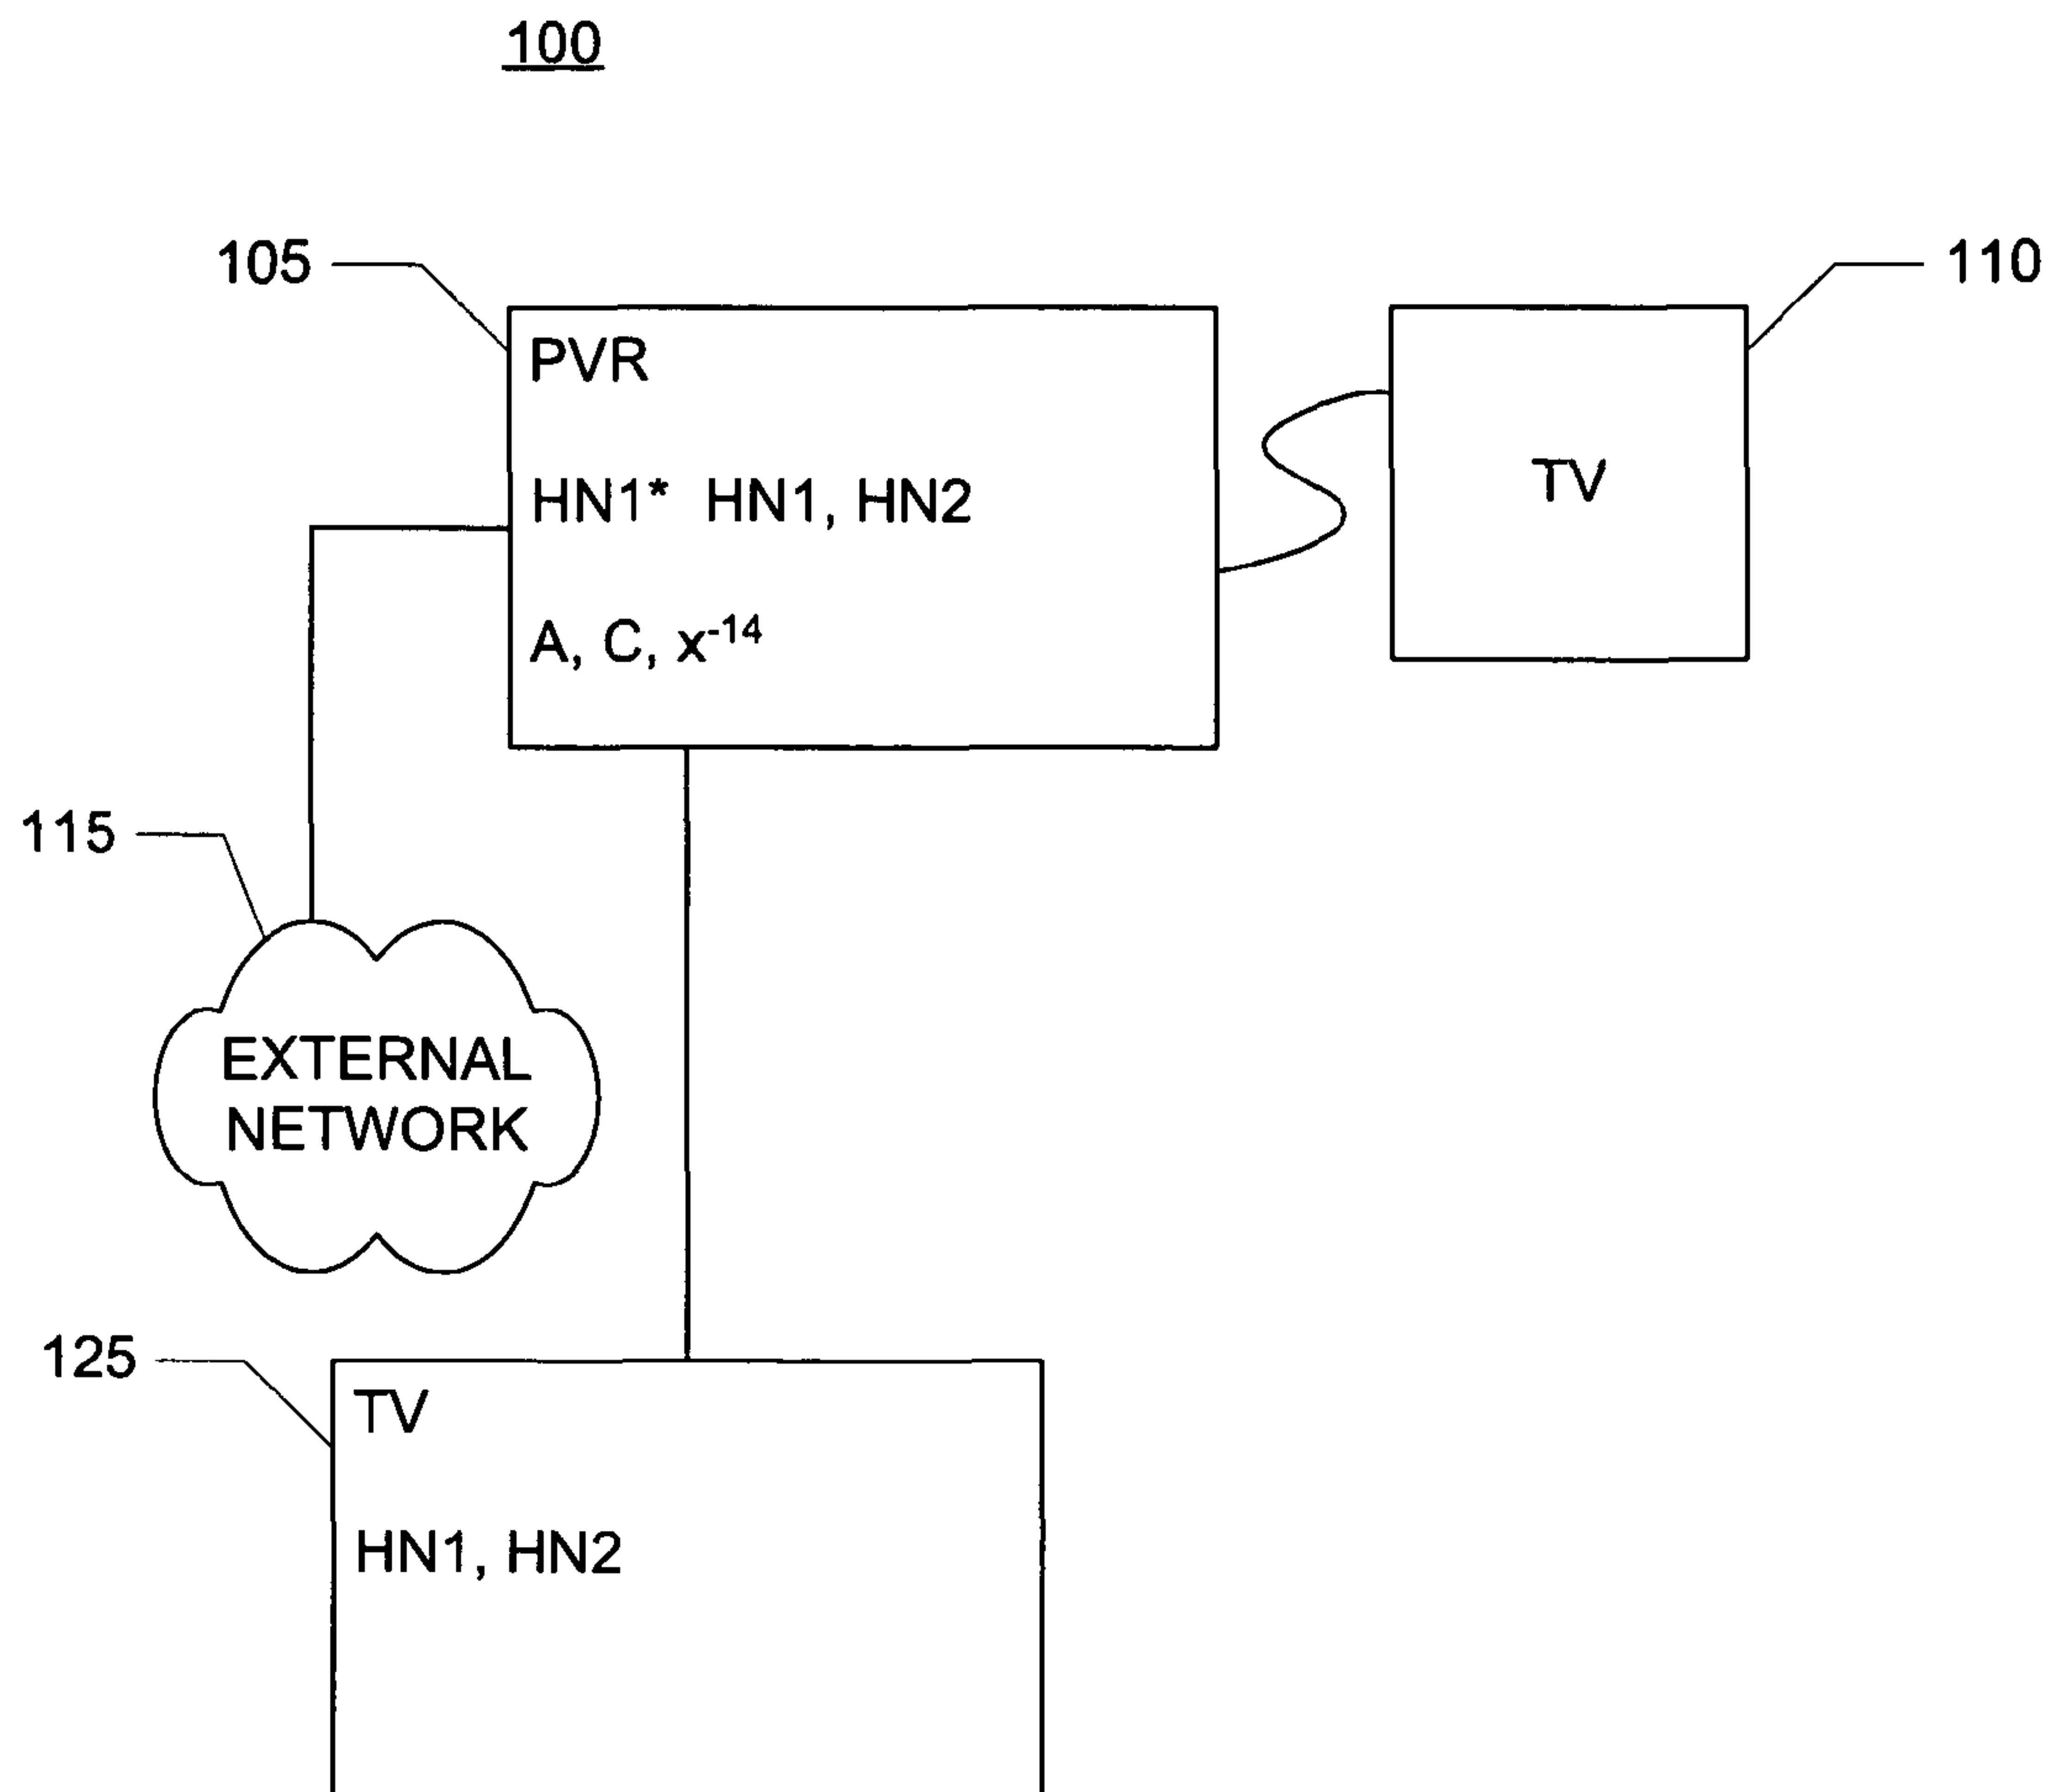 100
105
110
PVR
HN1* HN1, HN2
TV
A, C, x⁻¹⁴
115
EXTERNAL
NETWORK
125
TV
HN1, HN2